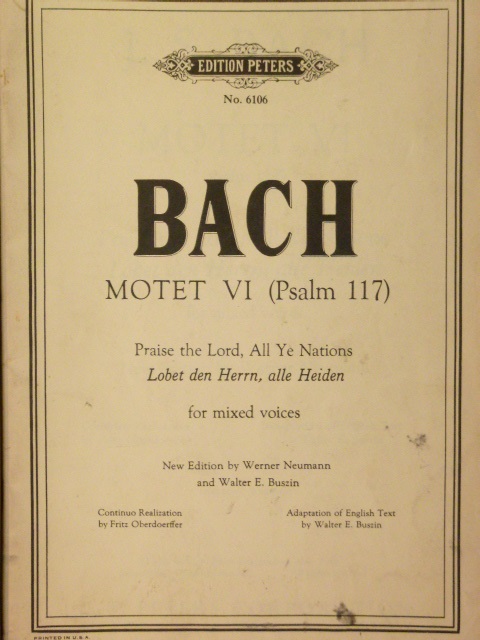 EDITION PETERS
No. 6106
BACH
MOTET VI (Psalm 117)
Praise the Lord, All Ye Nations
Lobet den Herrn, alle Heiden
for mixed voices
New Edition by Werner Neumann
and Walter E. Buszin
Continuo Realization
by Fritz Oberdoerffer
Adaptation of English Text
by Walter E. Buszin
PRINTED IN U.S.A.